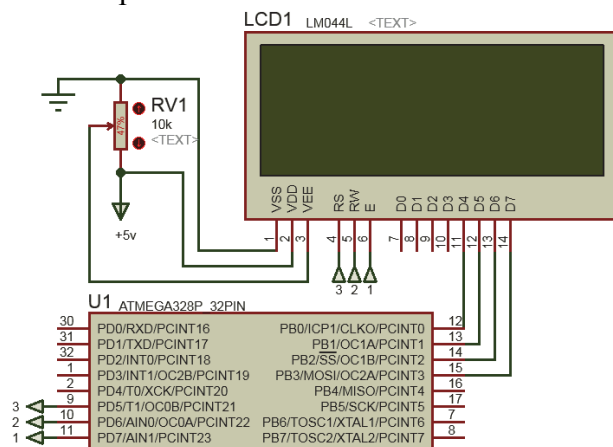 LCD1
LM044L <TEXT>
RV1
10k
<TEXT>
47%
+5v
VSS VDD VEE RS RW E D0 D1 D2 D3 D4 D5 D6 D7
1 2 3 4 5 6 7 8 9 10 11 12 13 14
3 2 1
U1 ATMEGA328P_32PIN
30 PD0/RXD/PCINT16 PB0/ICP1/CLKO/PCINT0 12
31 PD1/TXD/PCINT17 PB1/OC1A/PCINT1 13
32 PD2/INT0/PCINT18 PB2/SS/OC1B/PCINT2 14
1 PD3/INT1/OC2B/PCINT19 PB3/MOSI/OC2A/PCINT3 15
2 PD4/T0/XCK/PCINT20 PB4/MISO/PCINT4 16
3 9 PD5/T1/OC0B/PCINT21 PB5/SCK/PCINT5 17
2 10 PD6/AIN0/OC0A/PCINT22 PB6/TOSC1/XTAL1/PCINT6 7
1 11 PD7/AIN1/PCINT23 PB7/TOSC2/XTAL2/PCINT7 8